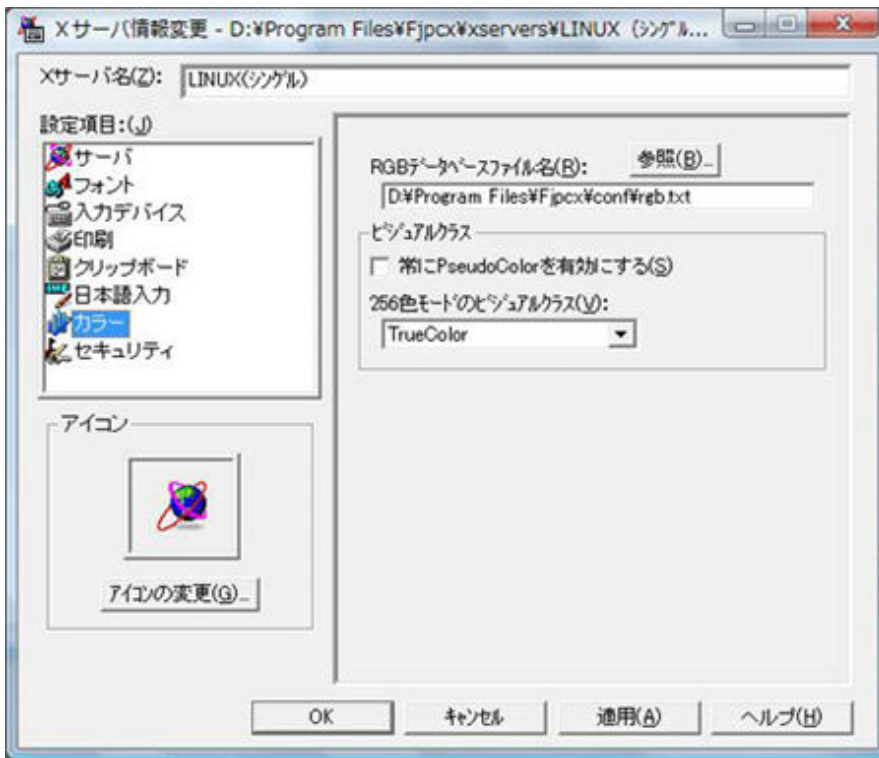 Xサーバ情報変更 - D:¥Program Files¥Fjpcx¥xservers¥LINUX (ｼﾝｸﾞﾙ...
Xサーバ名(Z): LINUX(ｼﾝｸﾞﾙ)
設定項目:(J)
サーバ
フォント
入力デバイス
印刷
クリップボード
日本語入力
カラー
セキュリティ
RGBﾃﾞｰﾀﾍﾞｰｽﾌｧｲﾙ名(R): 参照(B)...
D:¥Program Files¥Fjpcx¥conf¥rgb.txt
ﾋﾞｼﾞｭｱﾙｸﾗｽ
常にPseudoColorを有効にする(S)
256色ﾓｰﾄﾞのﾋﾞｼﾞｭｱﾙｸﾗｽ(V):
TrueColor
アイコン
ｱｲｺﾝの変更(G)...
OK ｷｬﾝｾﾙ 適用(A) ヘルプ(H)